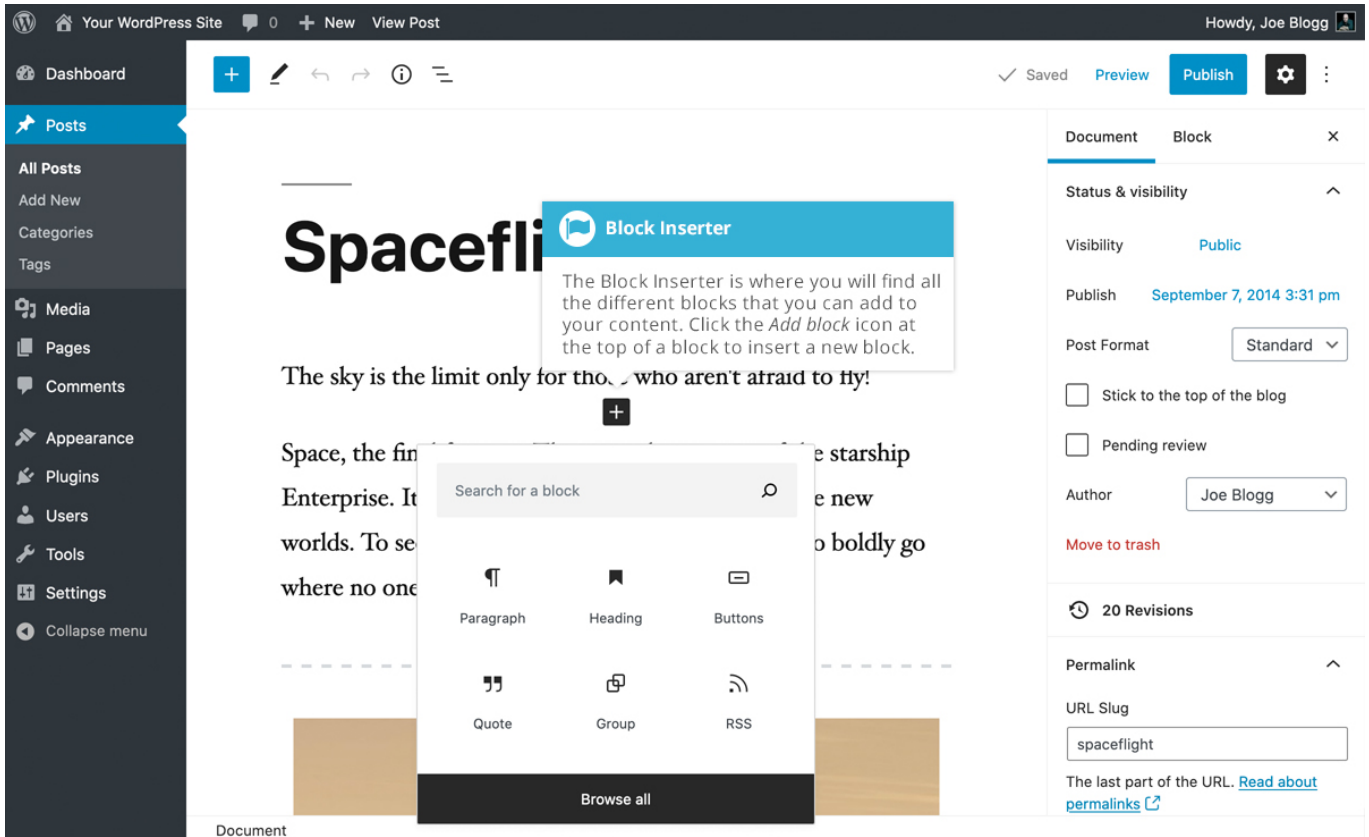 Your WordPress Site 0 New View Post
Howdy, Joe Blogg
Dashboard
Posts
All Posts
Add New
Categories
Tags
Media
Pages
Comments
Appearance
Plugins
Users
Tools
Settings
Collapse menu
Saved Preview Publish
Spacefli
Block Inserter
The Block Inserter is where you will find all
the different blocks that you can add to
your content. Click the Add block icon at
the top of a block to insert a new block.
The sky is the limit only for those who aren't afraid to fly!
Space, the fin
e starship
Enterprise. It
e new
worlds. To se
o boldly go
where no one
Search for a block
Paragraph
Heading
Buttons
Quote
Group
RSS
Browse all
Document
Document Block
Status & visibility
Visibility Public
Publish September 7, 2014 3:31 pm
Post Format Standard
Stick to the top of the blog
Pending review
Author Joe Blogg
Move to trash
20 Revisions
Permalink
URL Slug
spaceflight
The last part of the URL. Read about
permalinks